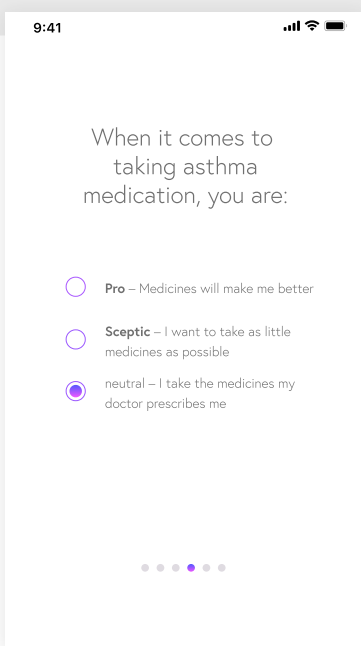 9:41
When it comes to
taking asthma
medication, you are:
Pro – Medicines will make me better
Sceptic – I want to take as little
medicines as possible
neutral – I take the medicines my
doctor prescribes me